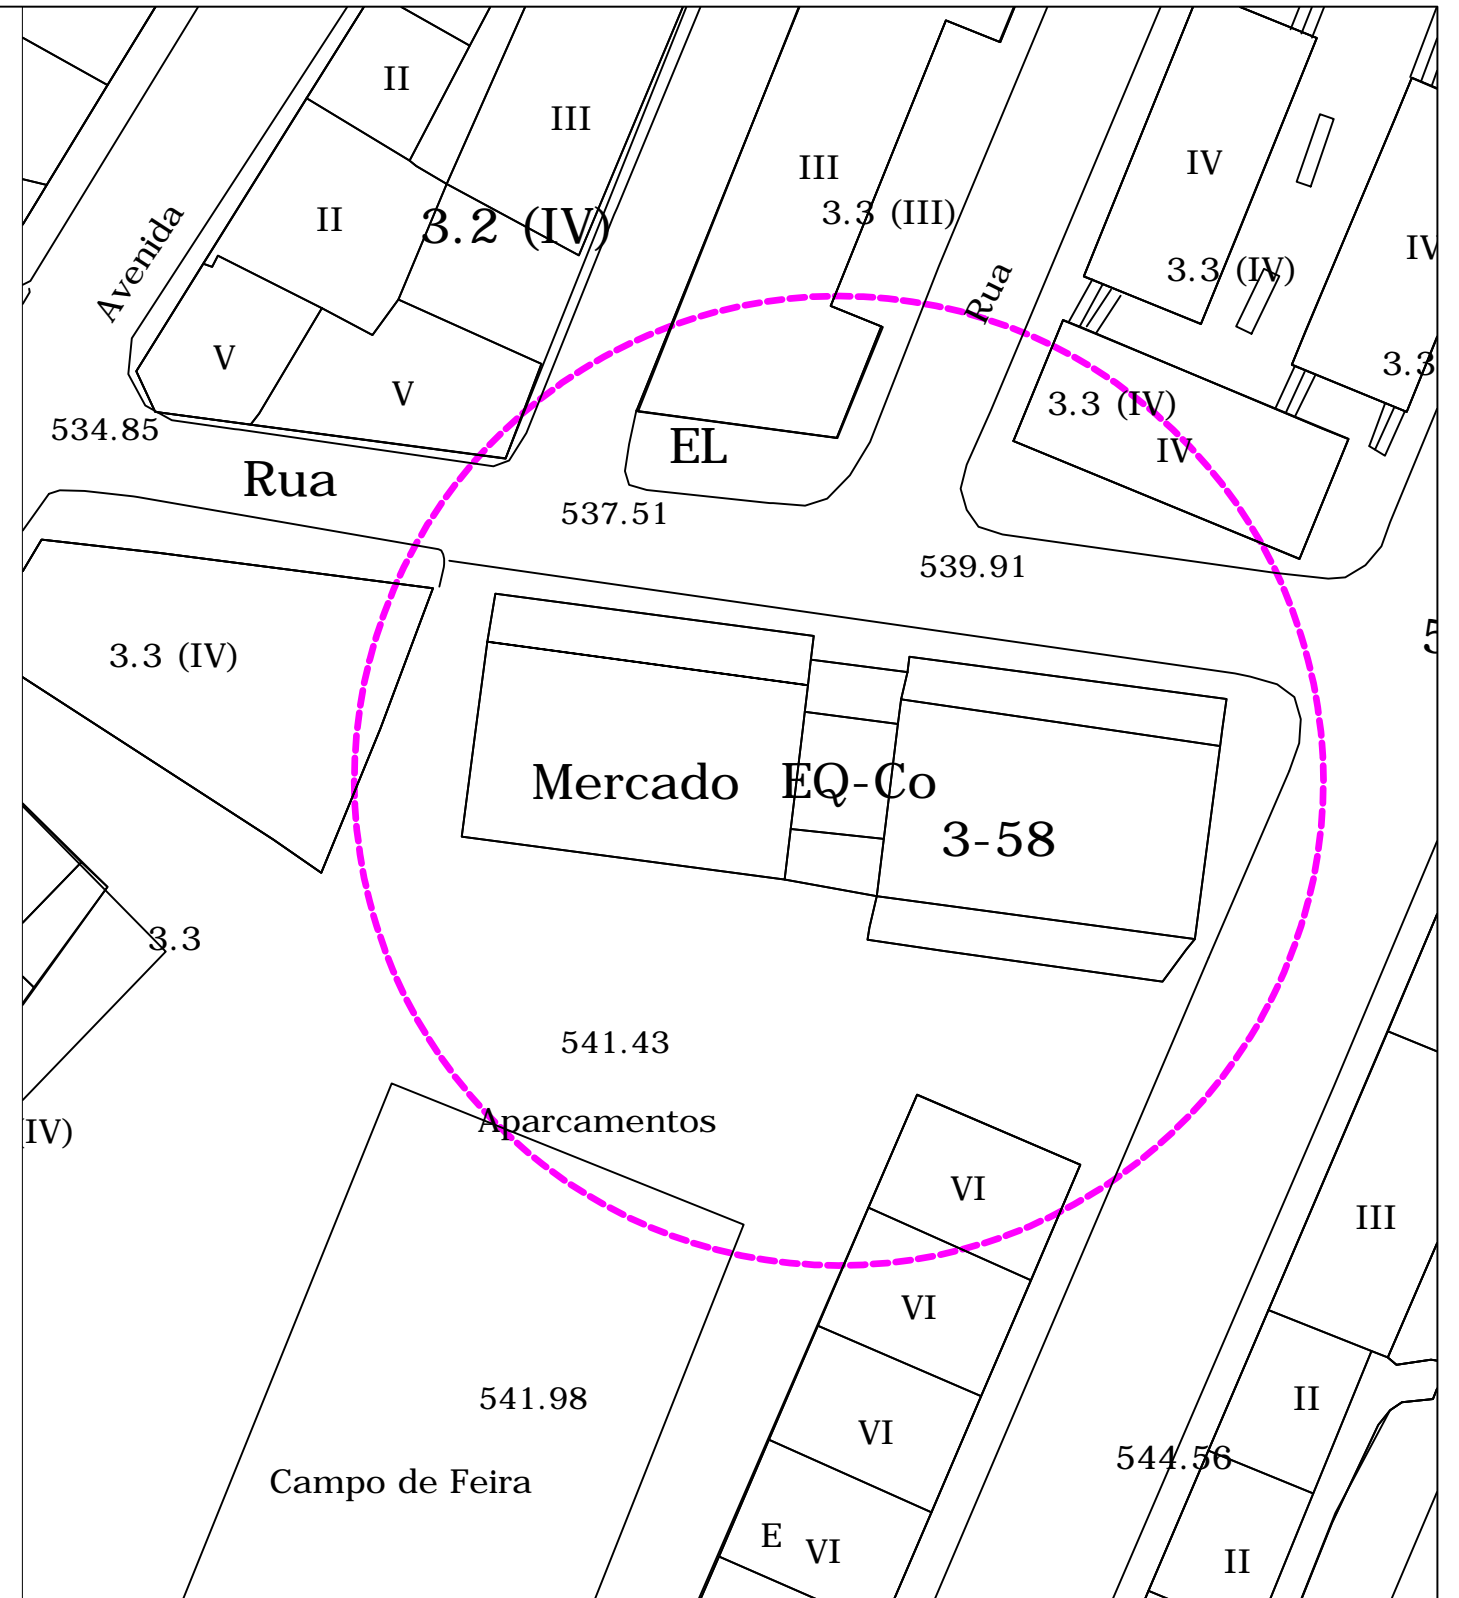 II
III
III
IV
II
3.2 (IV)
3.3 (III)
Avenida
IV
3.3 (IV)
Rua
V
V
3.3
3.3 (IV)
534.85
EL
IV
Rua
537.51
539.91
3.3 (IV)
Mercado EQ-Co
3-58
3.3
541.43
Aparcamentos
(IV)
VI
III
VI
541.98
II
VI
544.56
Campo de Feira
E VI
II